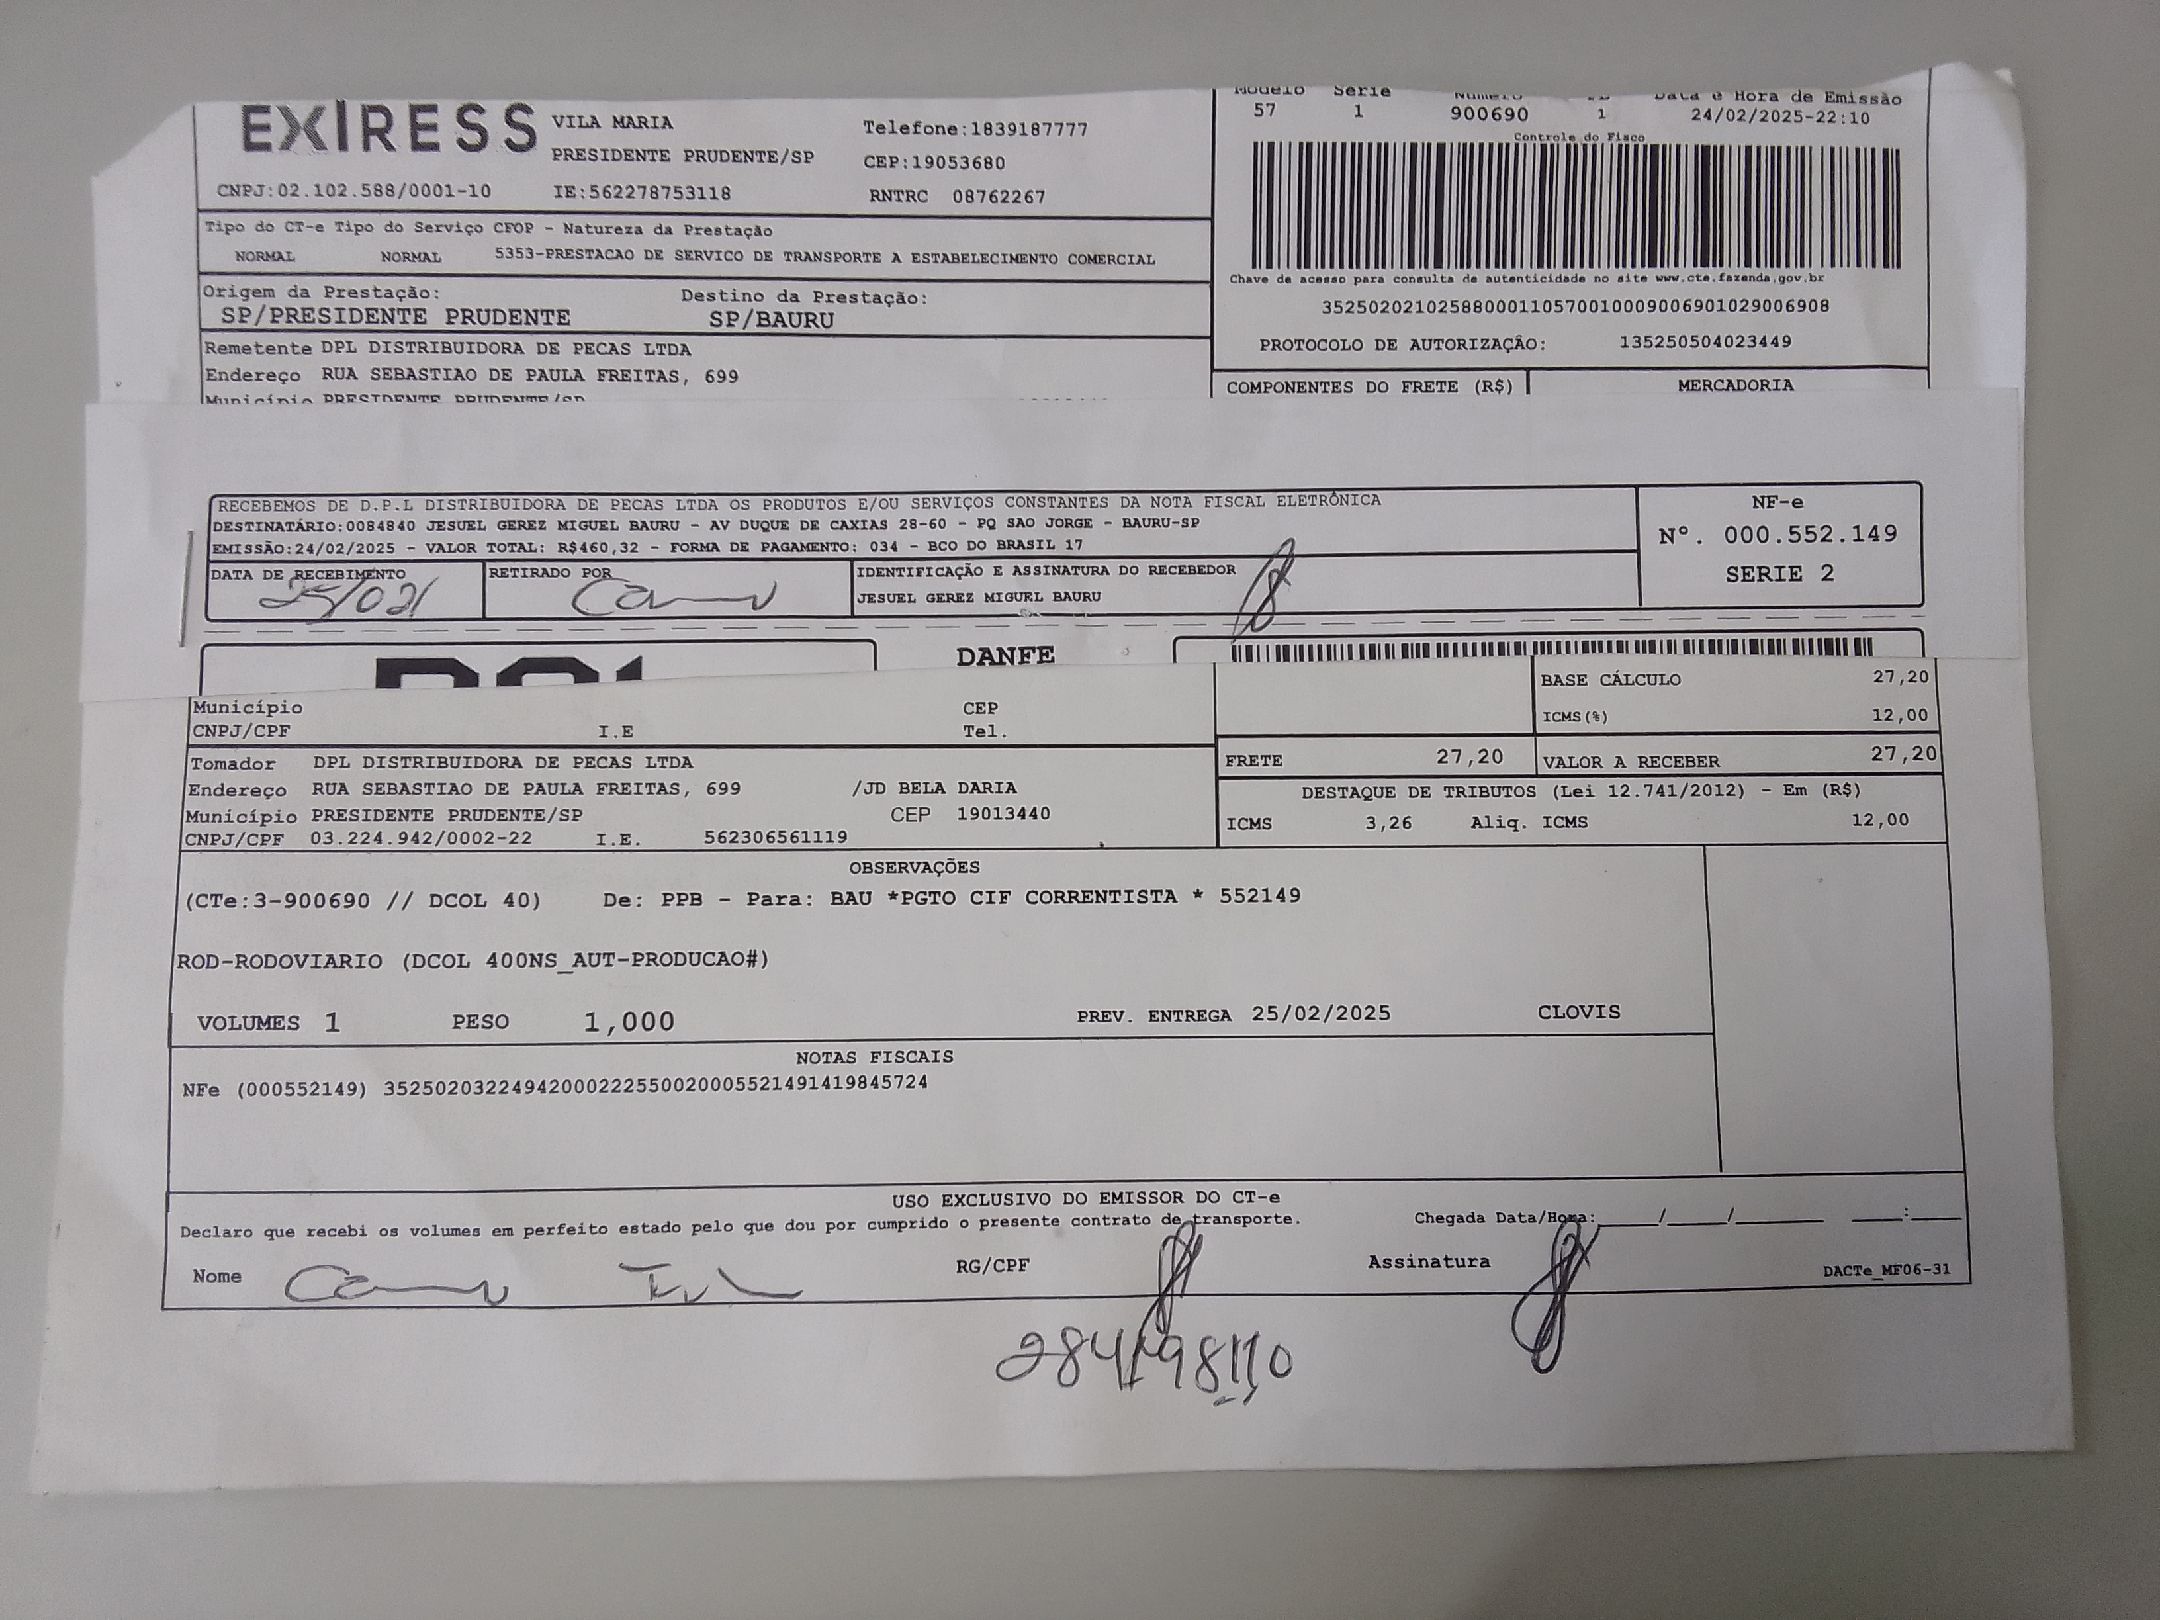 EXIRESS
VILA MARIA
Telefone:1839187777
PRESIDENTE PRUDENTE/SP
CEP:19053680
CNPJ:02.102.588/0001-10 IE:562278753118 RNTRC 08762267
Modelo Serie Número Data e Hora de Emissão
57 1 900690 1 24/02/2025-22:10
Controle do Fisco
Tipo do CT-e Tipo do Serviço CFOP - Natureza da Prestação
NORMAL NORMAL 5353-PRESTACAO DE SERVICO DE TRANSPORTE A ESTABELECIMENTO COMERCIAL
Chave de acesso para consulta de autenticidade no site www.cte.fazenda.gov.br
35250202102588000110570010009006901029006908
Origem da Prestação: Destino da Prestação:
SP/PRESIDENTE PRUDENTE SP/BAURU
PROTOCOLO DE AUTORIZAÇÃO: 135250504023449
Remetente DPL DISTRIBUIDORA DE PECAS LTDA
Endereço RUA SEBASTIAO DE PAULA FREITAS, 699
Município PRESIDENTE PRUDENTE/SP
COMPONENTES DO FRETE (R$) MERCADORIA
RECEBEMOS DE D.P.L DISTRIBUIDORA DE PECAS LTDA OS PRODUTOS E/OU SERVIÇOS CONSTANTES DA NOTA FISCAL ELETRÔNICA
DESTINATÁRIO:0084840 JESUEL GEREZ MIGUEL BAURU - AV DUQUE DE CAXIAS 28-60 - PQ SAO JORGE - BAURU-SP
EMISSÃO:24/02/2025 - VALOR TOTAL: R$460,32 - FORMA DE PAGAMENTO: 034 - BCO DO BRASIL 17
NF-e
Nº. 000.552.149
SERIE 2
DATA DE RECEBIMENTO
25/02/
RETIRADO POR
IDENTIFICAÇÃO E ASSINATURA DO RECEBEDOR
JESUEL GEREZ MIGUEL BAURU
DANFE
Município CEP
CNPJ/CPF I.E Tel.
BASE CÁLCULO 27,20
ICMS(%) 12,00
FRETE 27,20 VALOR A RECEBER 27,20
Tomador DPL DISTRIBUIDORA DE PECAS LTDA
Endereço RUA SEBASTIAO DE PAULA FREITAS, 699 /JD BELA DARIA
Município PRESIDENTE PRUDENTE/SP CEP 19013440
CNPJ/CPF 03.224.942/0002-22 I.E. 562306561119
DESTAQUE DE TRIBUTOS (Lei 12.741/2012) - Em (R$)
ICMS 3,26 Aliq. ICMS 12,00
OBSERVAÇÕES
(CTe:3-900690 // DCOL 40) De: PPB - Para: BAU *PGTO CIF CORRENTISTA * 552149
ROD-RODOVIARIO (DCOL 400NS_AUT-PRODUCAO#)
VOLUMES 1 PESO 1,000 PREV. ENTREGA 25/02/2025 CLOVIS
NOTAS FISCAIS
NFe (000552149) 35250203224942000222550020005521491419845724
USO EXCLUSIVO DO EMISSOR DO CT-e
Declaro que recebi os volumes em perfeito estado pelo que dou por cumprido o presente contrato de transporte.
Chegada Data/Hora:____/____/______ ___:___
Nome RG/CPF Assinatura DACTe_MF06-31